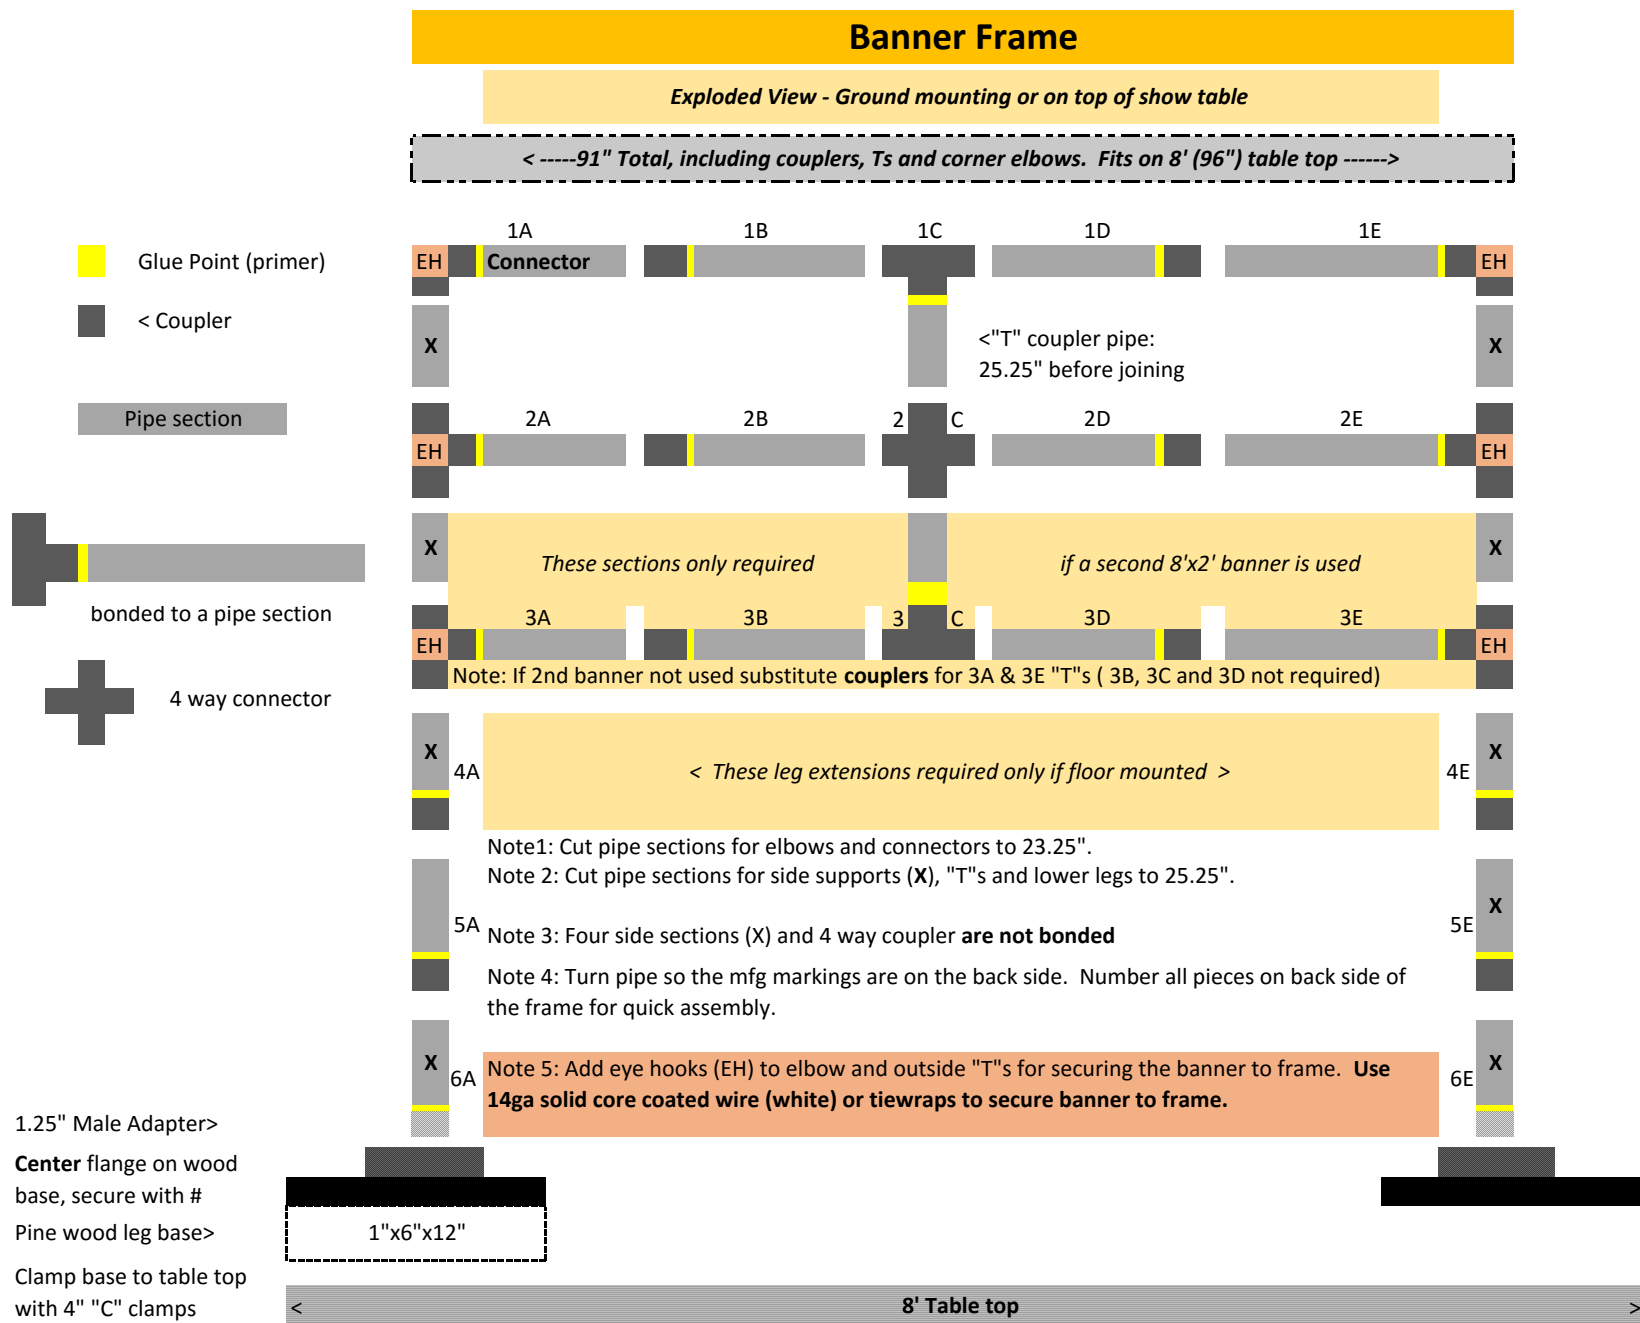 Banner Frame
Exploded View - Ground mounting or on top of show table
< -----91" Total, including couplers, Ts and corner elbows.  Fits on 8' (96") table top ------>
1A 1B 1C 1D 1E
Glue Point (primer)
EH Connector EH
< Coupler
X X
<"T" coupler pipe:
25.25" before joining
Pipe section
2A 2B 2 C 2D 2E
EH EH
X X
These sections only required if a second 8'x2' banner is used
bonded to a pipe section
3A 3B 3 C 3D 3E
EH EH
Note: If 2nd banner not used substitute couplers for 3A & 3E "T"s ( 3B, 3C and 3D not required)
4 way connector
X X
4A < These leg extensions required only if floor mounted > 4E
Note1: Cut pipe sections for elbows and connectors to 23.25".
Note 2: Cut pipe sections for side supports (X), "T"s and lower legs to 25.25".
X
5A 5E
Note 3: Four side sections (X) and 4 way coupler are not bonded
Note 4: Turn pipe so the mfg markings are on the back side.  Number all pieces on back side of
the frame for quick assembly.
X X
6A 6E
Note 5: Add eye hooks (EH) to elbow and outside "T"s for securing the banner to frame.  Use
14ga solid core coated wire (white) or tiewraps to secure banner to frame.
1.25" Male Adapter>
Center flange on wood
base, secure with #
Pine wood leg base>
1"x6"x12"
Clamp base to table top
with 4" "C" clamps
< 8' Table top >